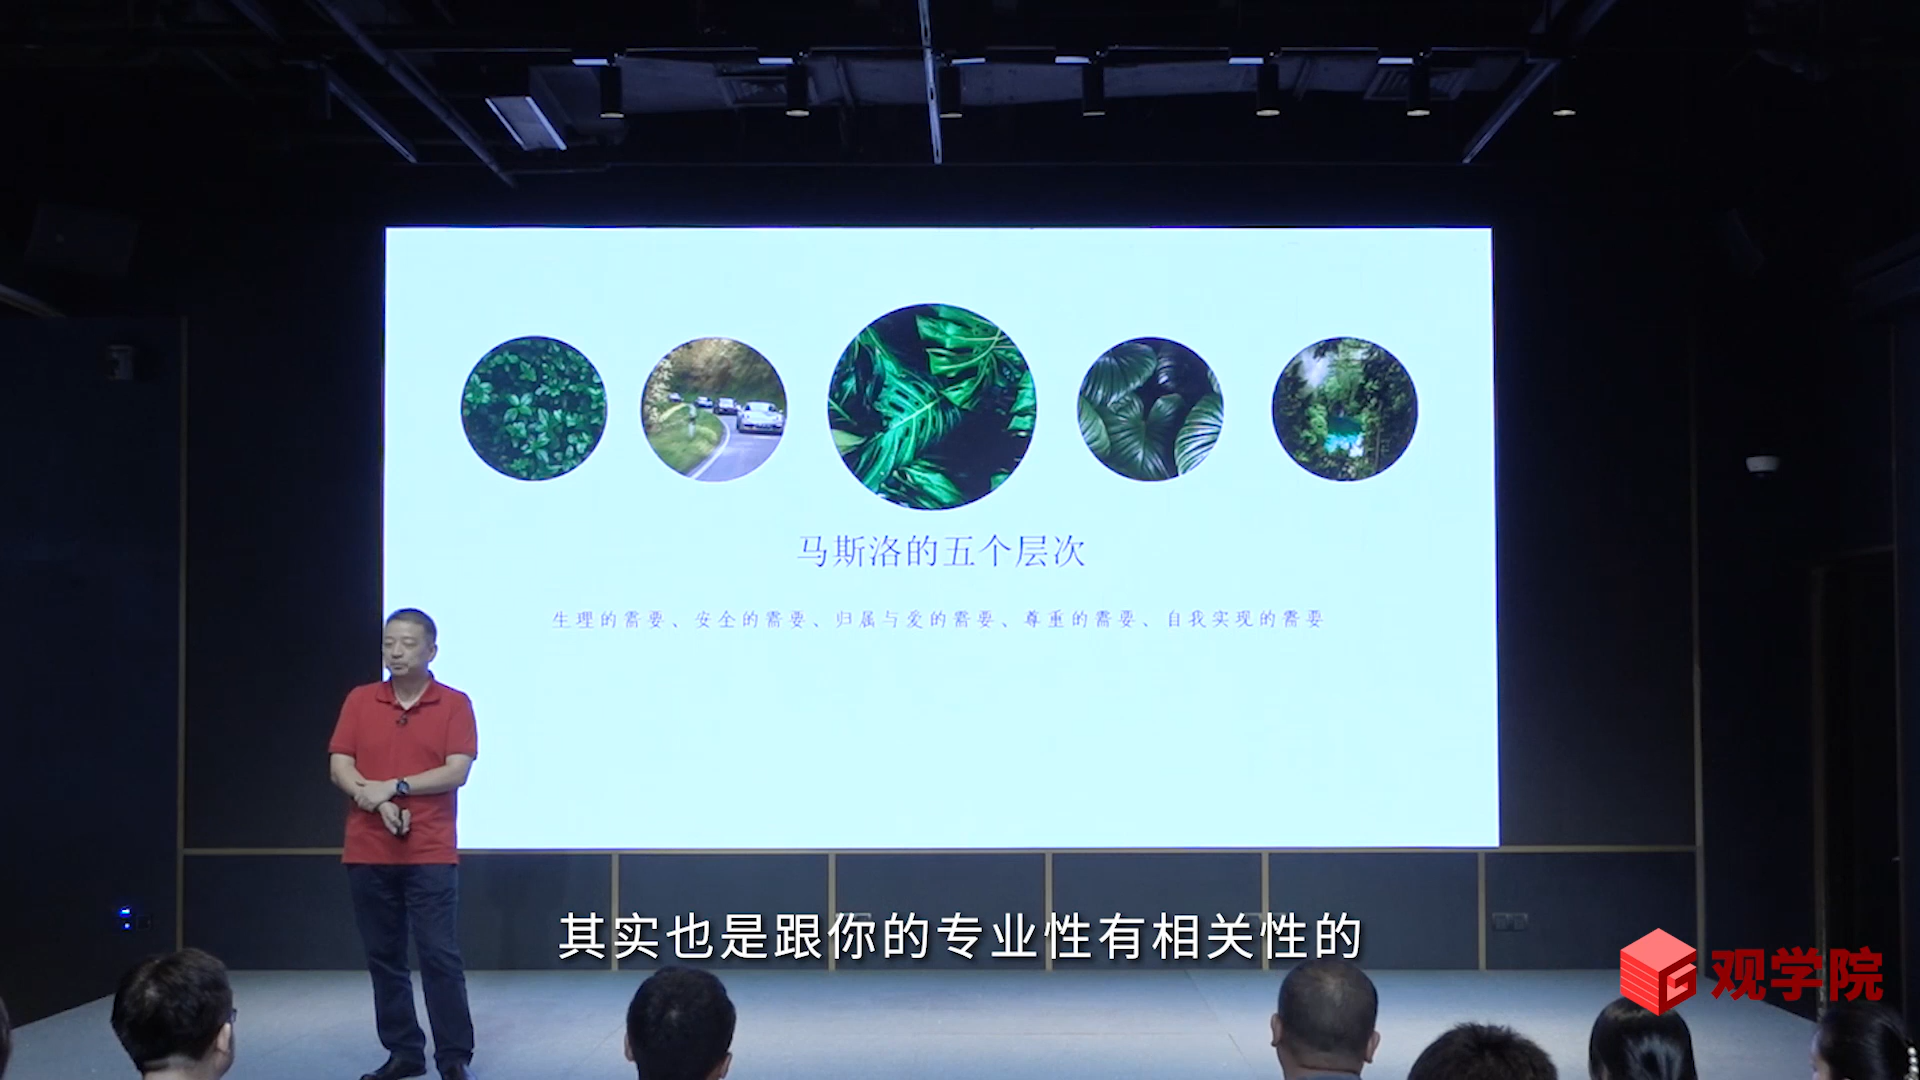 马斯洛的五个层次
生理的需要、安全的需要、归属与爱的需要、尊重的需要、自我实现的需要
其实也是跟你的专业性有相关性的
观学院